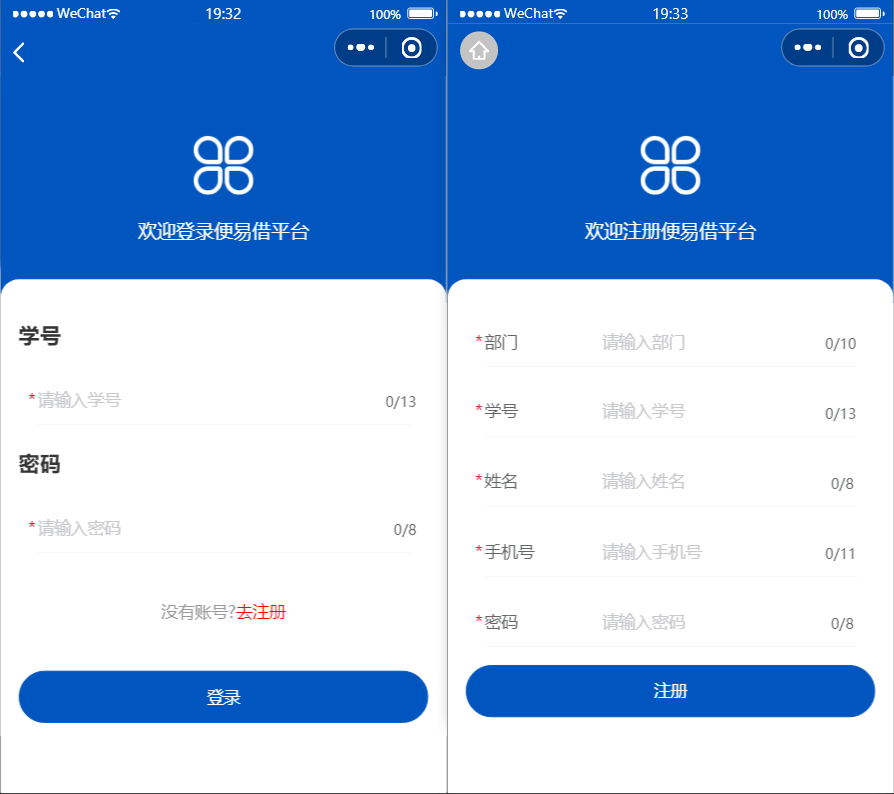 WeChat
19:32
100%
欢迎登录便易借平台
学号
*请输入学号
0/13
密码
*请输入密码
0/8
没有账号?去注册
登录
WeChat
19:33
100%
欢迎注册便易借平台
*部门 请输入部门 0/10
*学号 请输入学号 0/13
*姓名 请输入姓名 0/8
*手机号 请输入手机号 0/11
*密码 请输入密码 0/8
注册